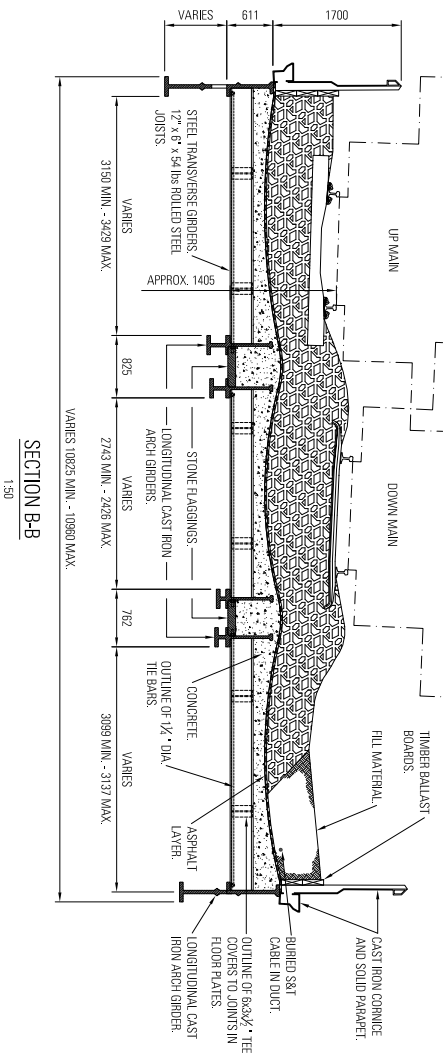 VARIES
611
1700
UP MAIN
DOWN MAIN
TIMBER BALLAST
BOARDS.
FILL MATERIAL.
CAST IRON CORNICE
AND SOLID PARAPET.
STEEL TRANSVERSE GIRDERS.
12" x 6" x 54 lbs ROLLED STEEL
JOISTS.
APPROX. 1405
STONE FLAGGINGS.
LONGITUDINAL CAST IRON
ARCH GIRDERS.
CONCRETE.
OUTLINE OF 1¼" DIA.
TIE BARS.
ASPHALT
LAYER.
BURIED S&T
CABLE IN DUCT.
OUTLINE OF 6x3x½" TEE
COVERS TO JOINTS IN
FLOOR PLATES.
LONGITUDINAL CAST
IRON ARCH GIRDER.
VARIES
3150 MIN. - 3429 MAX.
825
VARIES
2743 MIN. - 2426 MAX.
762
VARIES
3099 MIN. - 3137 MAX.
VARIES 10825 MIN. - 10960 MAX.
SECTION B-B
1:50